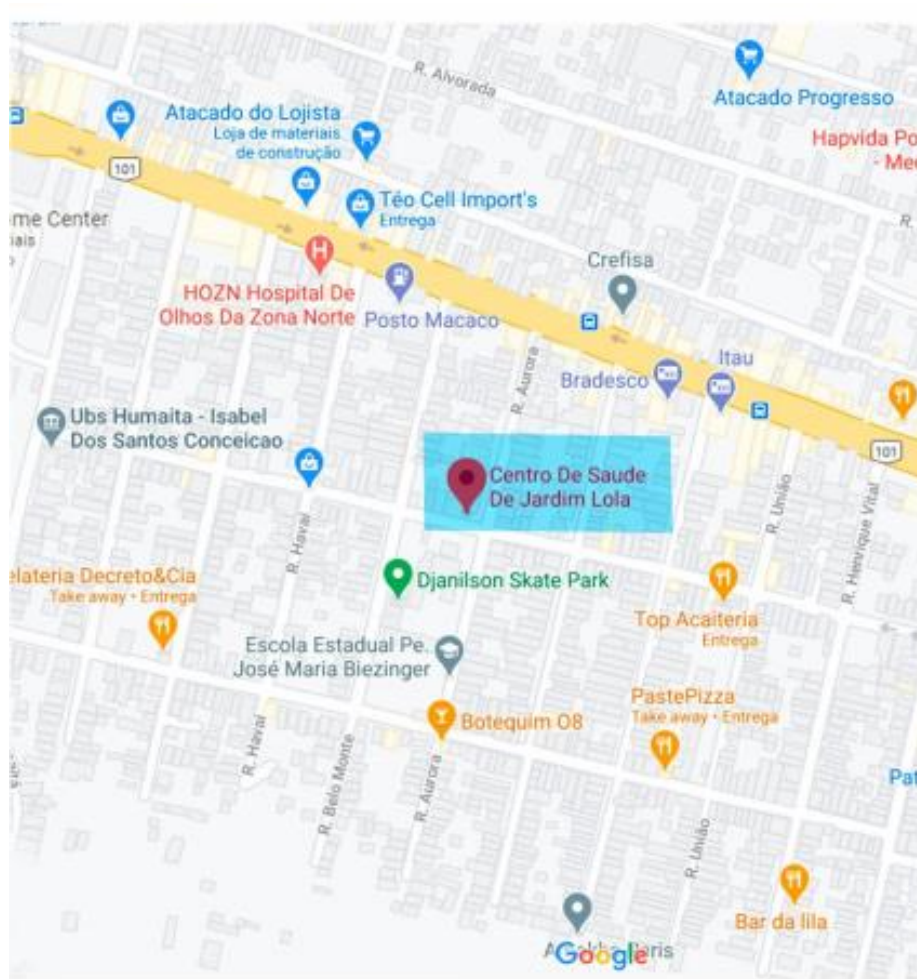 R. Alvorada
Atacado Progresso
Atacado do Lojista
Loja de materiais
de construção
Hapvida Po
- Med
101
Téo Cell Import's
Entrega
me Center
iais
R.
Crefisa
HOZN Hospital De
Olhos Da Zona Norte
Posto Macaco
R. Aurora
Itau
Bradesco
Ubs Humaita - Isabel
Dos Santos Conceicao
101
Centro De Saude
De Jardim Lola
R. União
R. Henrique Vital
R. Havaí
elateria Decreto&Cia
Take away • Entrega
Djanilson Skate Park
Top Acaiteria
Entrega
Escola Estadual Pe.
José Maria Biezinger
PastePizza
Take away • Entrega
Botequim 08
R. Havaí
R. Belo Monte
R. Aurora
Pat
R. União
Bar da lila
Google